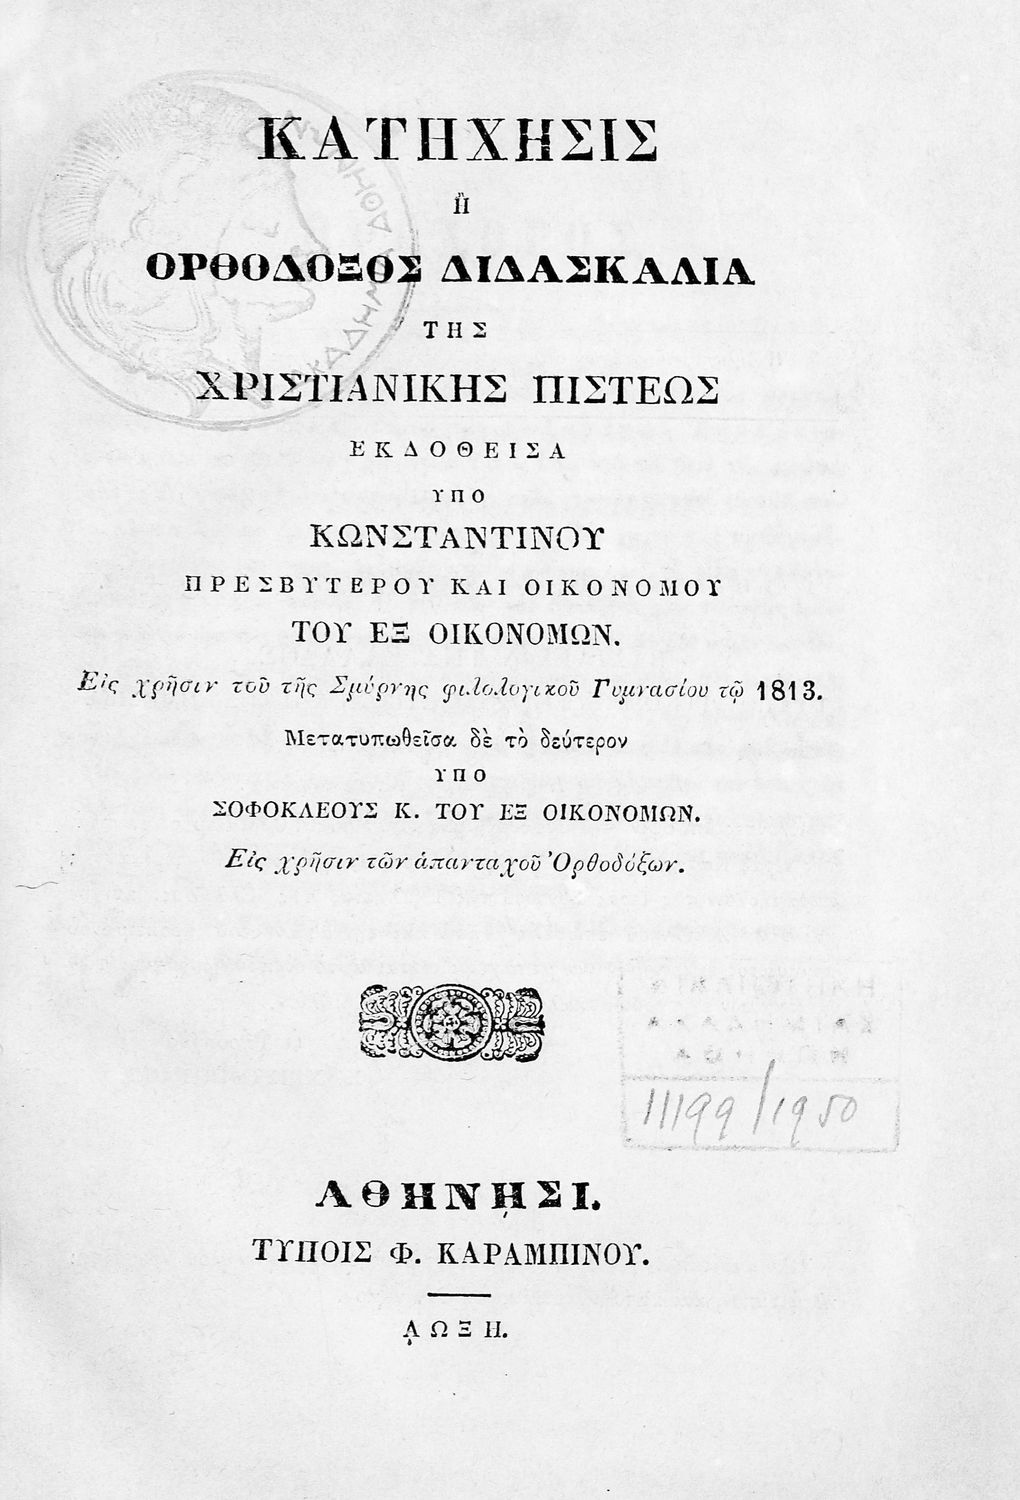 ΚΑΤΗΧΗΣΙΣ
Ἢ
ΟΡΘΟΔΟΞΟΣ ΔΙΔΑΣΚΑΛΙΑ
ΤΗΣ
ΧΡΙΣΤΙΑΝΙΚΗΣ ΠΙΣΤΕΩΣ
ΕΚΔΟΘΕΙΣΑ
ΥΠΟ
ΚΩΝΣΤΑΝΤΙΝΟΥ
ΠΡΕΣΒΥΤΕΡΟΥ ΚΑΙ ΟΙΚΟΝΟΜΟΥ
ΤΟΥ ΕΞ ΟΙΚΟΝΟΜΩΝ.
Εἰς χρῆσιν τοῦ τῆς Σμύρνης φιλολογικοῦ Γυμνασίου τῷ 1813.
Μετατυπωθεῖσα δὲ τὸ δεύτερον
ΥΠΟ
ΣΟΦΟΚΛΕΟΥΣ Κ. ΤΟΥ ΕΞ ΟΙΚΟΝΟΜΩΝ.
Εἰς χρῆσιν τῶν ἁπανταχοῦ Ὀρθοδόξων.
11199/1950
ΑΘΗΝΗΣΙ.
ΤΥΠΟΙΣ Φ. ΚΑΡΑΜΠΙΝΟΥ.
͵ΑΩΞΗ.